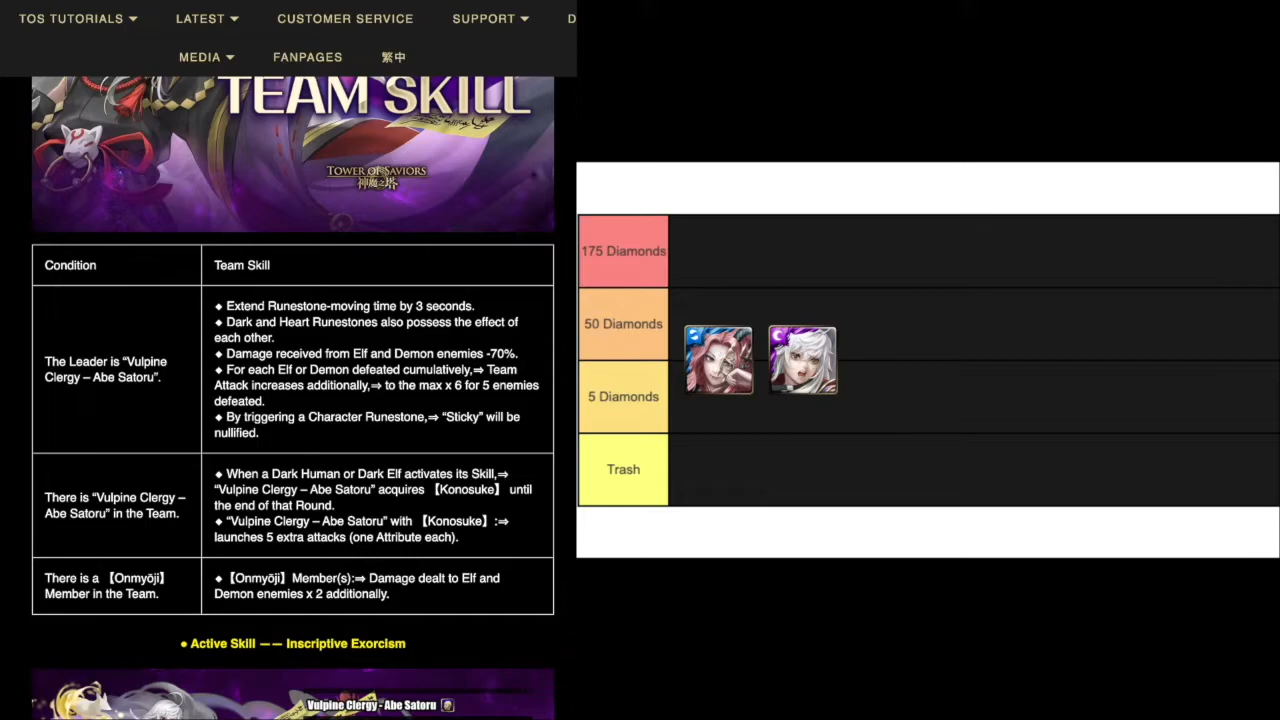 TOS TUTORIALS LATEST CUSTOMER SERVICE SUPPORT D
MEDIA FANPAGES 繁中
TEAM SKILL
TOWER OF SAVIORS
神魔之塔
Condition
Team Skill
The Leader is “Vulpine
Clergy – Abe Satoru”.
◆ Extend Runestone-moving time by 3 seconds.
◆ Dark and Heart Runestones also possess the effect of
each other.
◆ Damage received from Elf and Demon enemies -70%.
◆ For each Elf or Demon defeated cumulatively,⇒ Team
Attack increases additionally,⇒ to the max x 6 for 5 enemies
defeated.
◆ By triggering a Character Runestone,⇒ “Sticky” will be
nullified.
There is “Vulpine Clergy –
Abe Satoru” in the Team.
◆ When a Dark Human or Dark Elf activates its Skill,⇒
“Vulpine Clergy – Abe Satoru” acquires 【Konosuke】 until
the end of that Round.
◆ “Vulpine Clergy – Abe Satoru” with 【Konosuke】 :⇒
launches 5 extra attacks (one Attribute each).
There is a 【Onmyōji】
Member in the Team.
◆【Onmyōji】Member(s):⇒ Damage dealt to Elf and
Demon enemies x 2 additionally.
● Active Skill —— Inscriptive Exorcism
Vulpine Clergy - Abe Satoru
175 Diamonds
50 Diamonds
5 Diamonds
Trash